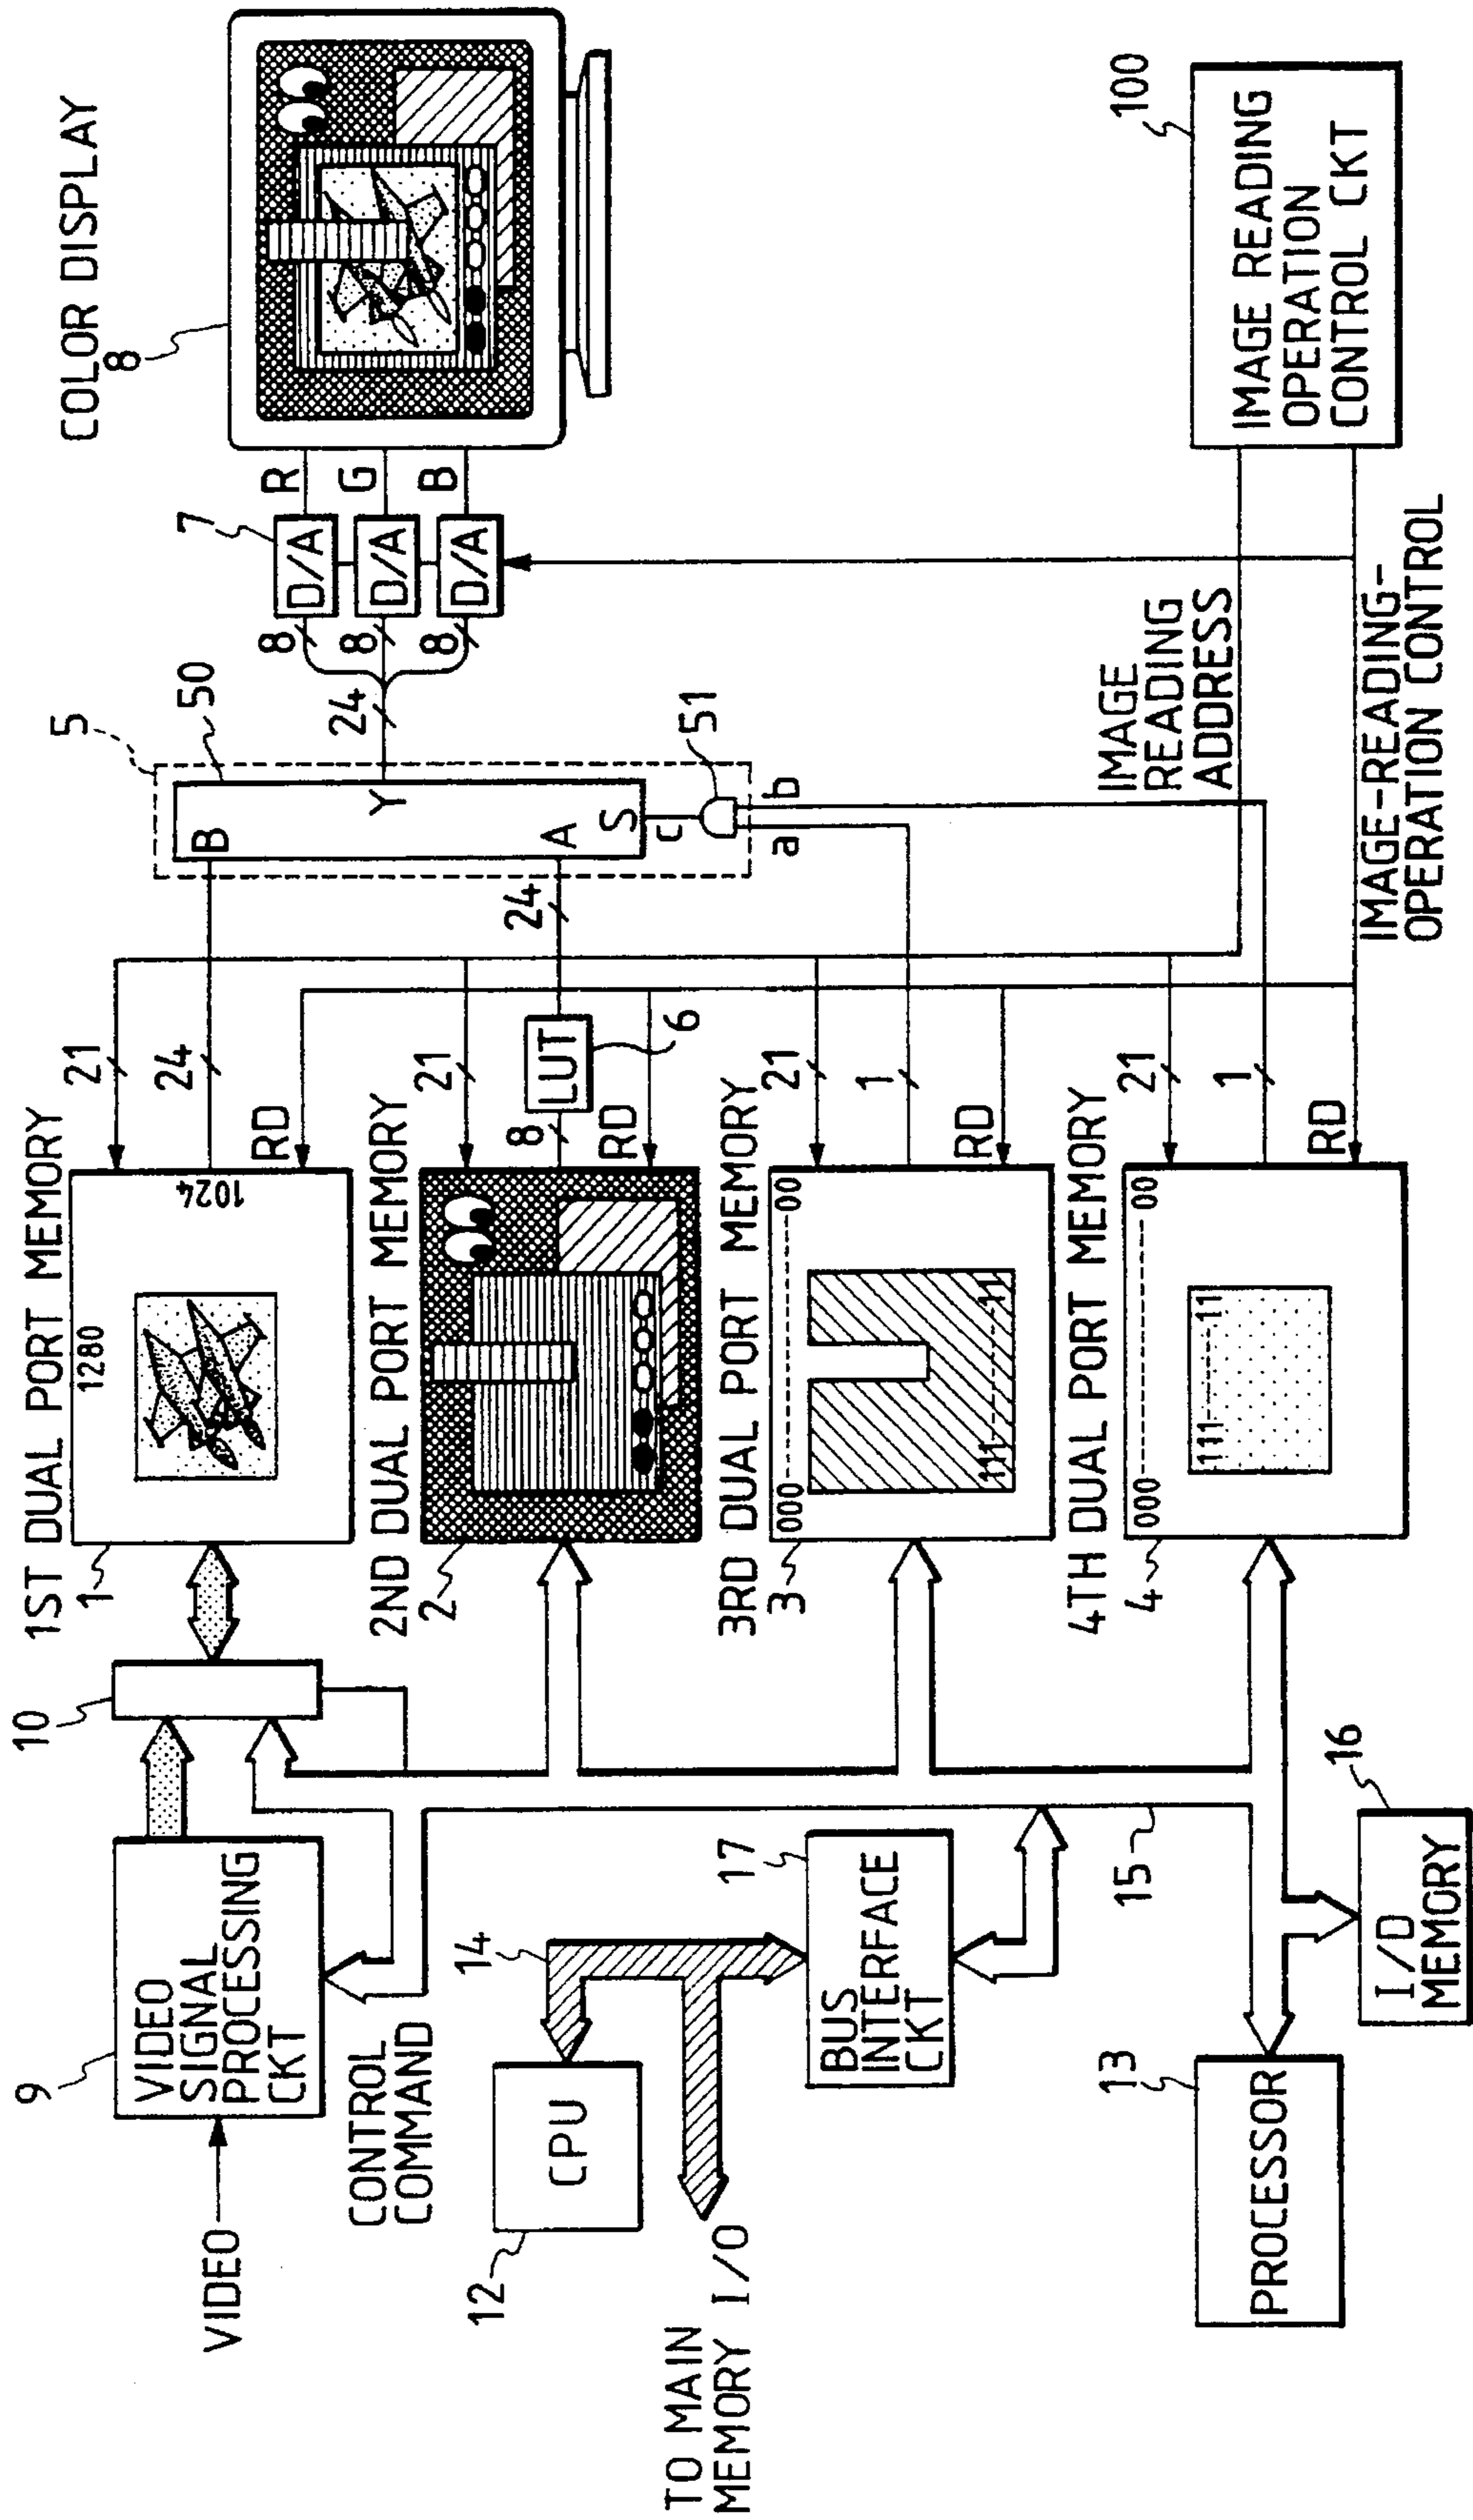 VIDEO
9
VIDEO
SIGNAL
PROCESSING
CKT
CONTROL
COMMAND
10
1ST DUAL PORT MEMORY
1
1280
1024
21
24
RD
2ND DUAL PORT MEMORY
2
21
8
LUT
6
RD
3RD DUAL PORT MEMORY
3
000 00
111 11
21
1
RD
4TH DUAL PORT MEMORY
4
000 00
111 11
21
1
RD
5
50
B
Y
A
S
24
24
c
51
a
b
7
8
8
8
D/A
D/A
D/A
R
G
B
COLOR DISPLAY
8
IMAGE
READING
ADDRESS
IMAGE-READING-
OPERATION CONTROL
100
IMAGE READING
OPERATION
CONTROL CKT
12
CPU
14
TO MAIN
MEMORY I/O
17
BUS
INTERFACE
CKT
15
13
PROCESSOR
16
I/D
MEMORY